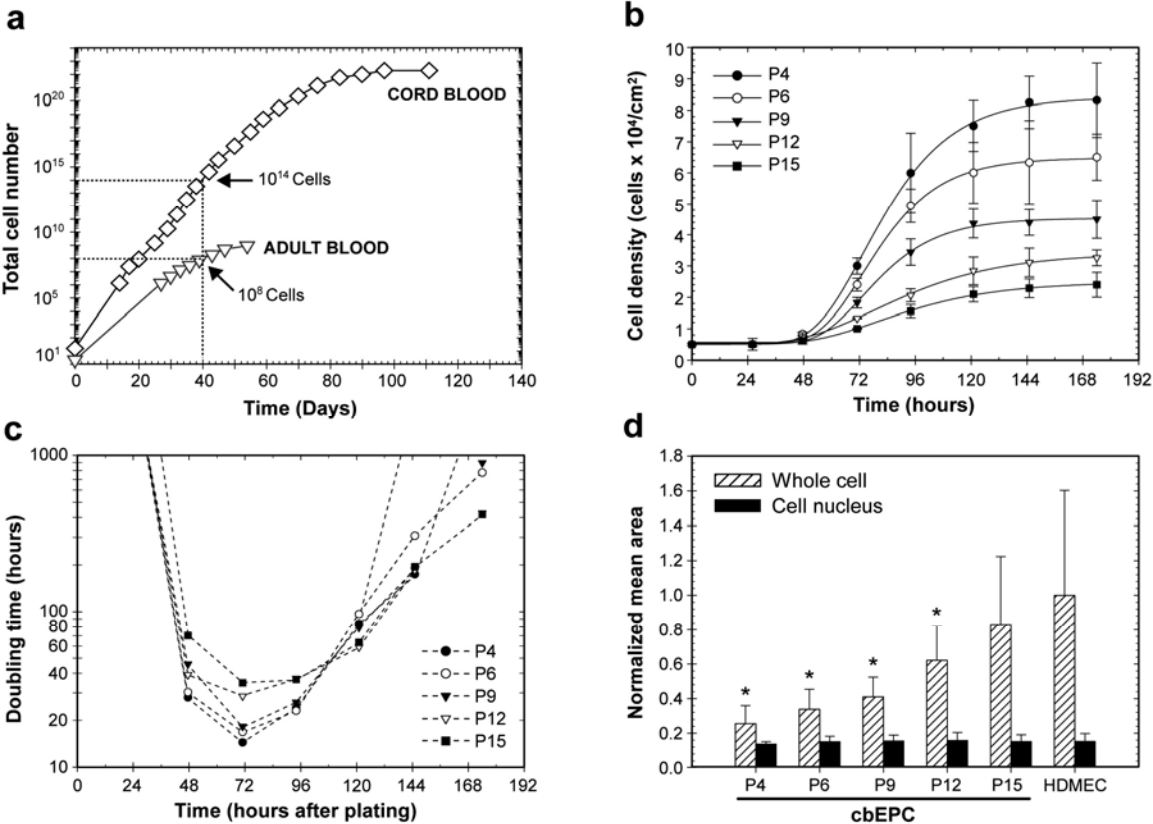 a
Total cell number
10^20
10^15
10^10
10^5
10^1
CORD BLOOD
10^14 Cells
ADULT BLOOD
10^8 Cells
0 20 40 60 80 100 120 140
Time (Days)
b
Cell density (cells x 10^4/cm^2)
10
9
8
7
6
5
4
3
2
1
0
P4
P6
P9
P12
P15
0 24 48 72 96 120 144 168 192
Time (hours)
c
Doubling time (hours)
1000
100
80
60
40
20
10
P4
P6
P9
P12
P15
0 24 48 72 96 120 144 168 192
Time (hours after plating)
d
Normalized mean area
1.8
1.6
1.4
1.2
1.0
0.8
0.6
0.4
0.2
0.0
Whole cell
Cell nucleus
* * * *
P4 P6 P9 P12 P15 HDMEC
cbEPC